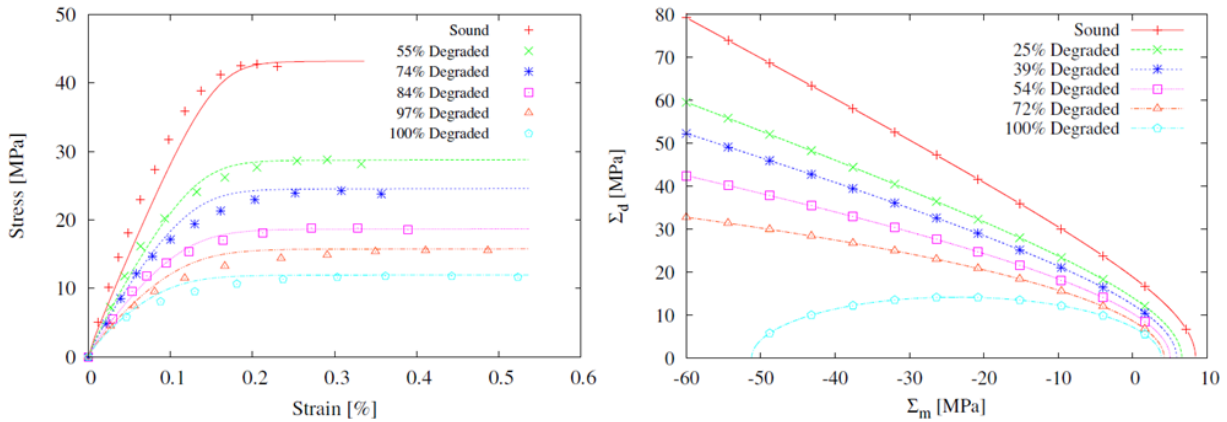 50
40
30
20
10
0
Stress [MPa]
0 0.1 0.2 0.3 0.4 0.5 0.6
Strain [%]
Sound
55% Degraded
74% Degraded
84% Degraded
97% Degraded
100% Degraded
80
70
60
50
40
30
20
10
0
Σd [MPa]
-60 -50 -40 -30 -20 -10 0 10
Σm [MPa]
Sound
25% Degraded
39% Degraded
54% Degraded
72% Degraded
100% Degraded